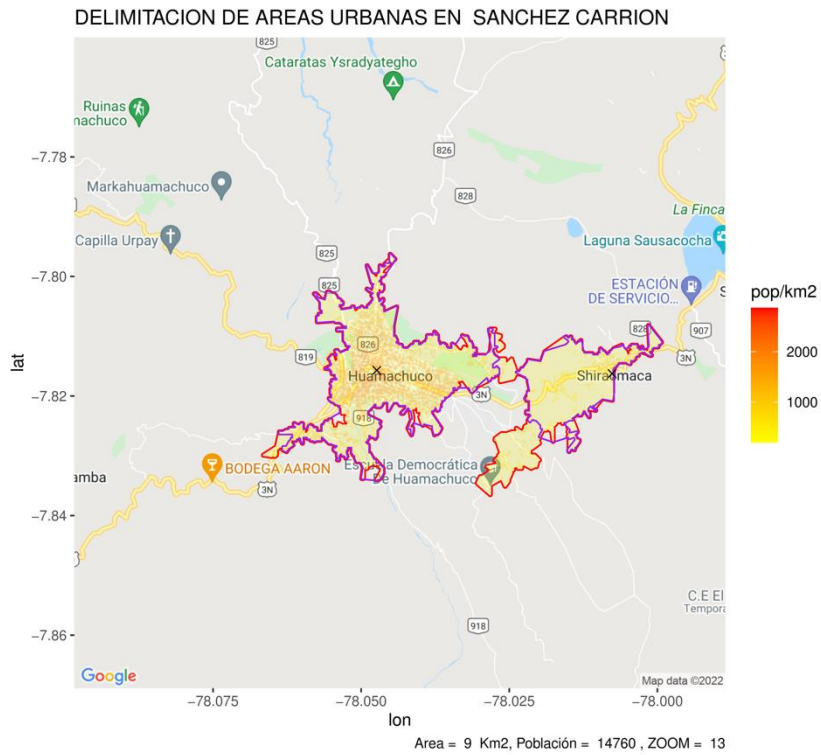 DELIMITACION DE AREAS URBANAS EN  SANCHEZ CARRION
825
Cataratas Ysradyategho
Ruinas
nachuco
826
−7.78
Markahuamachuco
828
La Finca
Capilla Urpay
825
Laguna Sausacocha
−7.80
825
ESTACIÓN
DE SERVICIO...
S
pop/km2
828
907
826
819
3N
2000
Huamachuco
Shiracmaca
lat
3N
1000
−7.82
918
BODEGA AARON
Escuela Democrática
De Huamachuco
amba
3N
−7.84
C.E El
Tempora
918
−7.86
Google
Map data ©2022
−78.075
−78.050
−78.025
−78.000
lon
Area =  9  Km2, Población =  14760 , ZOOM =  13